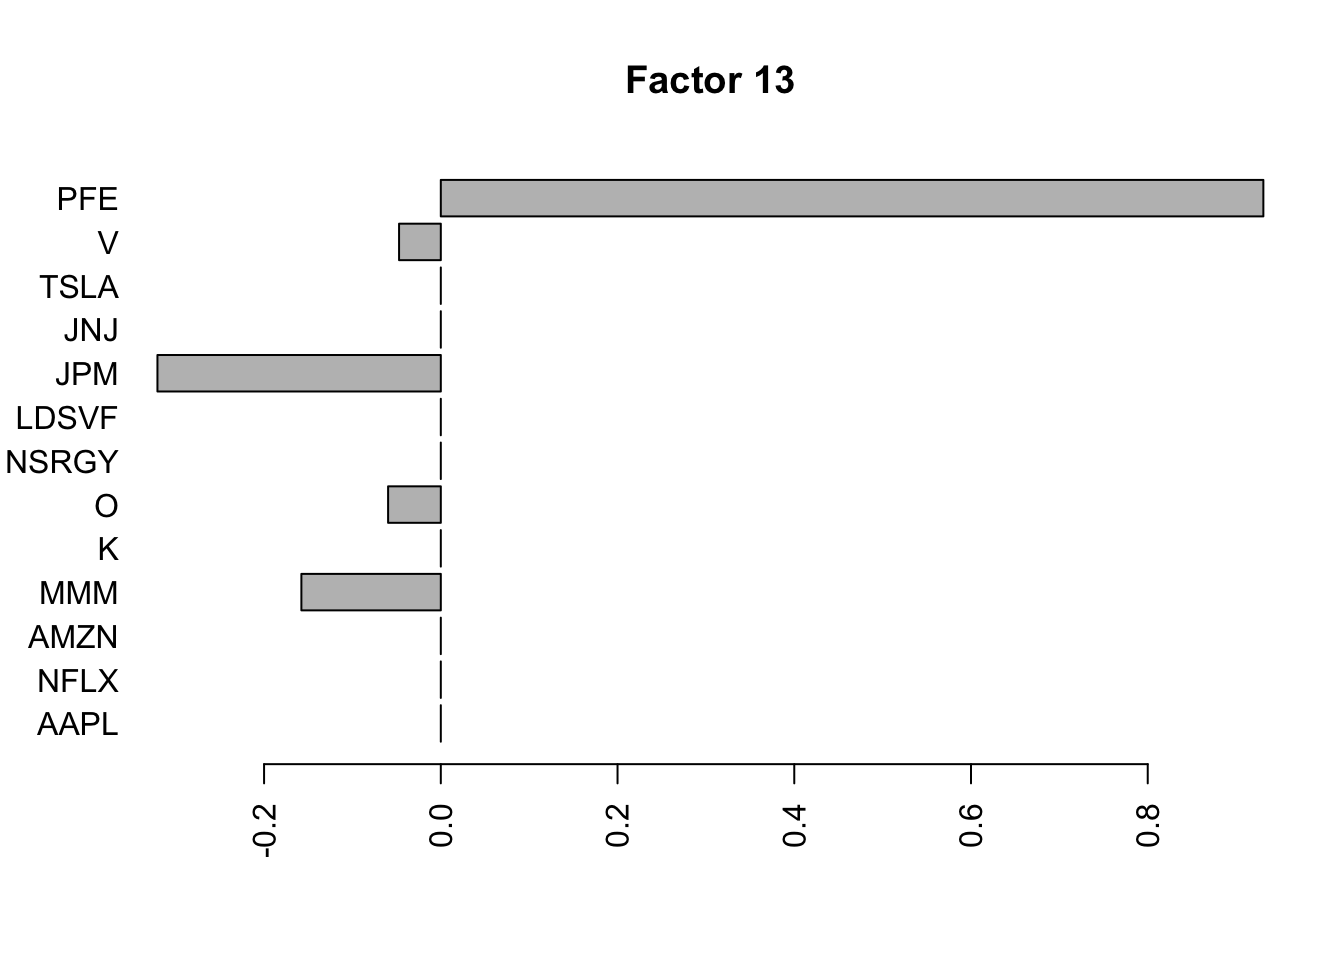 Factor 13
PFE
V
TSLA
JNJ
JPM
LDSVF
NSRGY
O
K
MMM
AMZN
NFLX
AAPL
-0.2 0.0 0.2 0.4 0.6 0.8